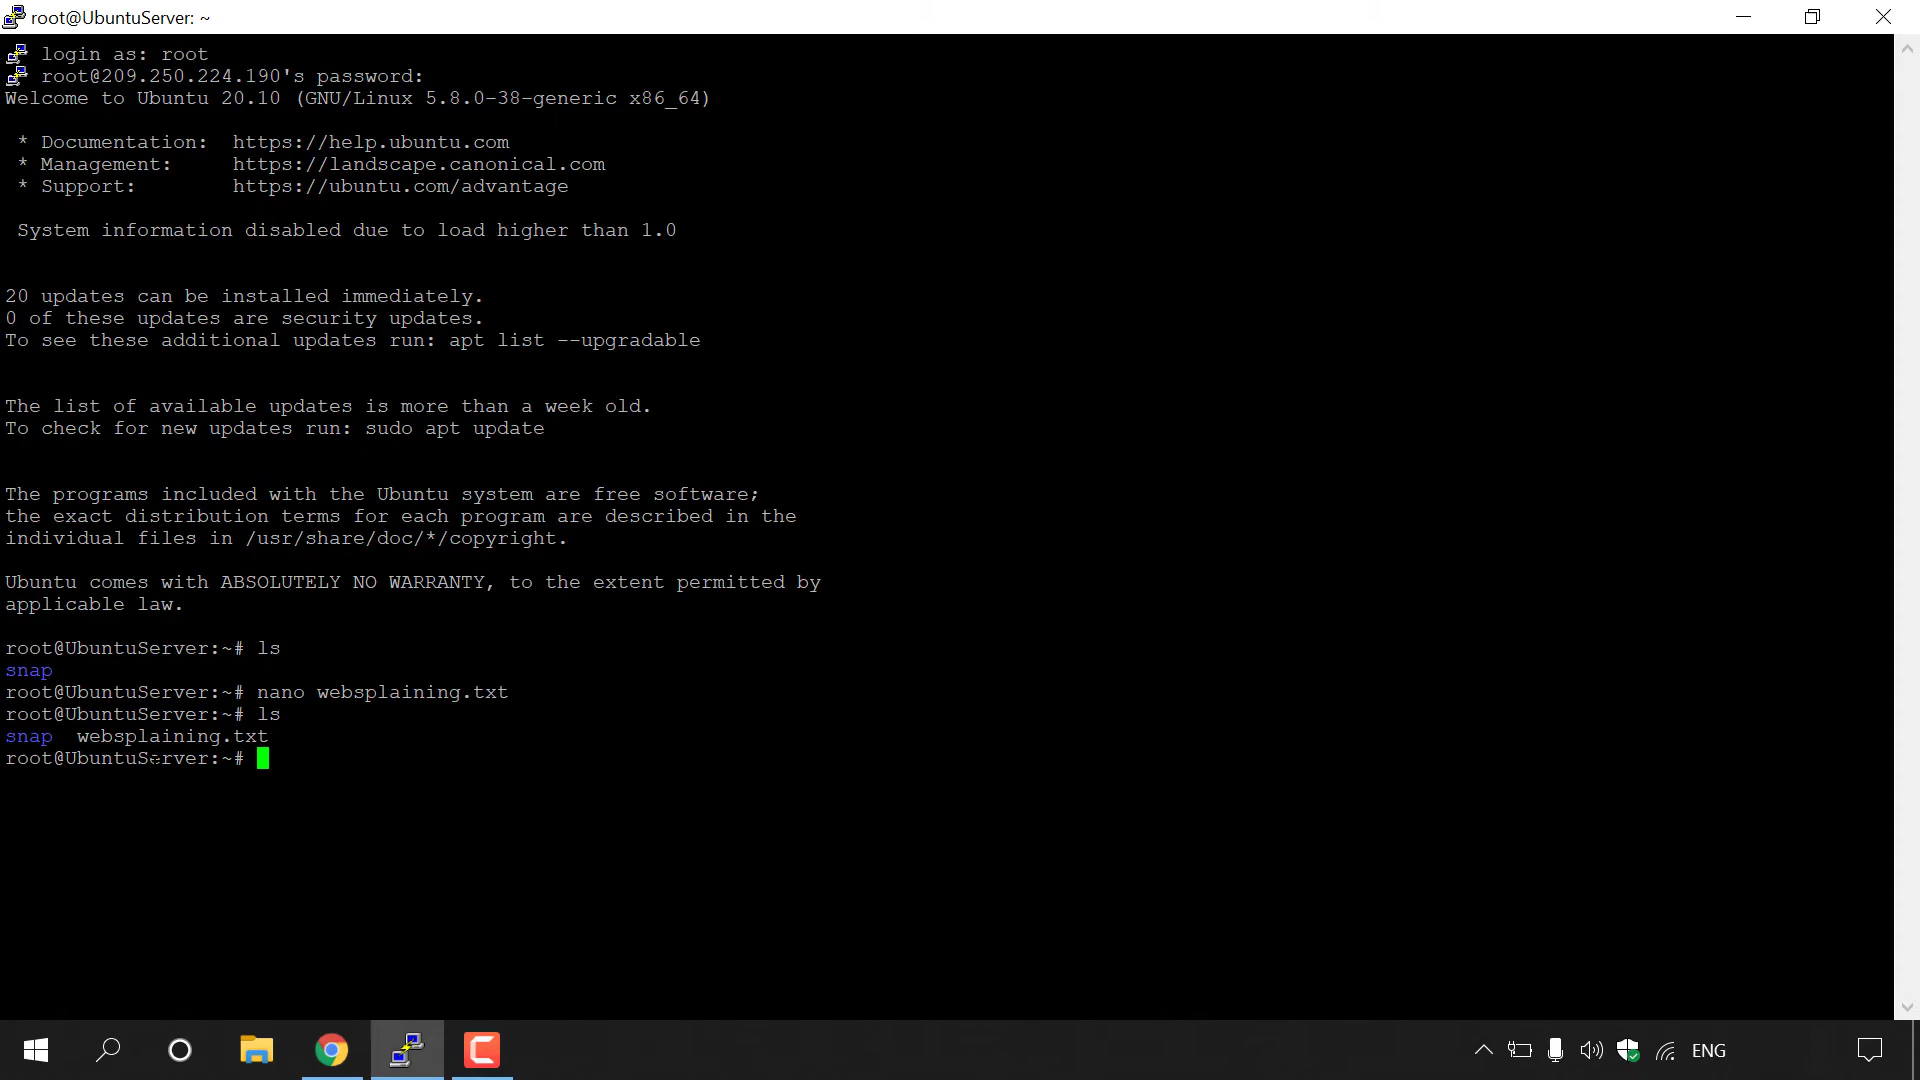 root@UbuntuServer: ~
login as: root
root@209.250.224.190's password:
Welcome to Ubuntu 20.10 (GNU/Linux 5.8.0-38-generic x86_64)
* Documentation:  https://help.ubuntu.com
* Management:     https://landscape.canonical.com
* Support:        https://ubuntu.com/advantage
System information disabled due to load higher than 1.0
20 updates can be installed immediately.
0 of these updates are security updates.
To see these additional updates run: apt list --upgradable
The list of available updates is more than a week old.
To check for new updates run: sudo apt update
The programs included with the Ubuntu system are free software;
the exact distribution terms for each program are described in the
individual files in /usr/share/doc/*/copyright.
Ubuntu comes with ABSOLUTELY NO WARRANTY, to the extent permitted by
applicable law.
root@UbuntuServer:~# ls
snap
root@UbuntuServer:~# nano websplaining.txt
root@UbuntuServer:~# ls
snap  websplaining.txt
root@UbuntuServer:~#
ENG